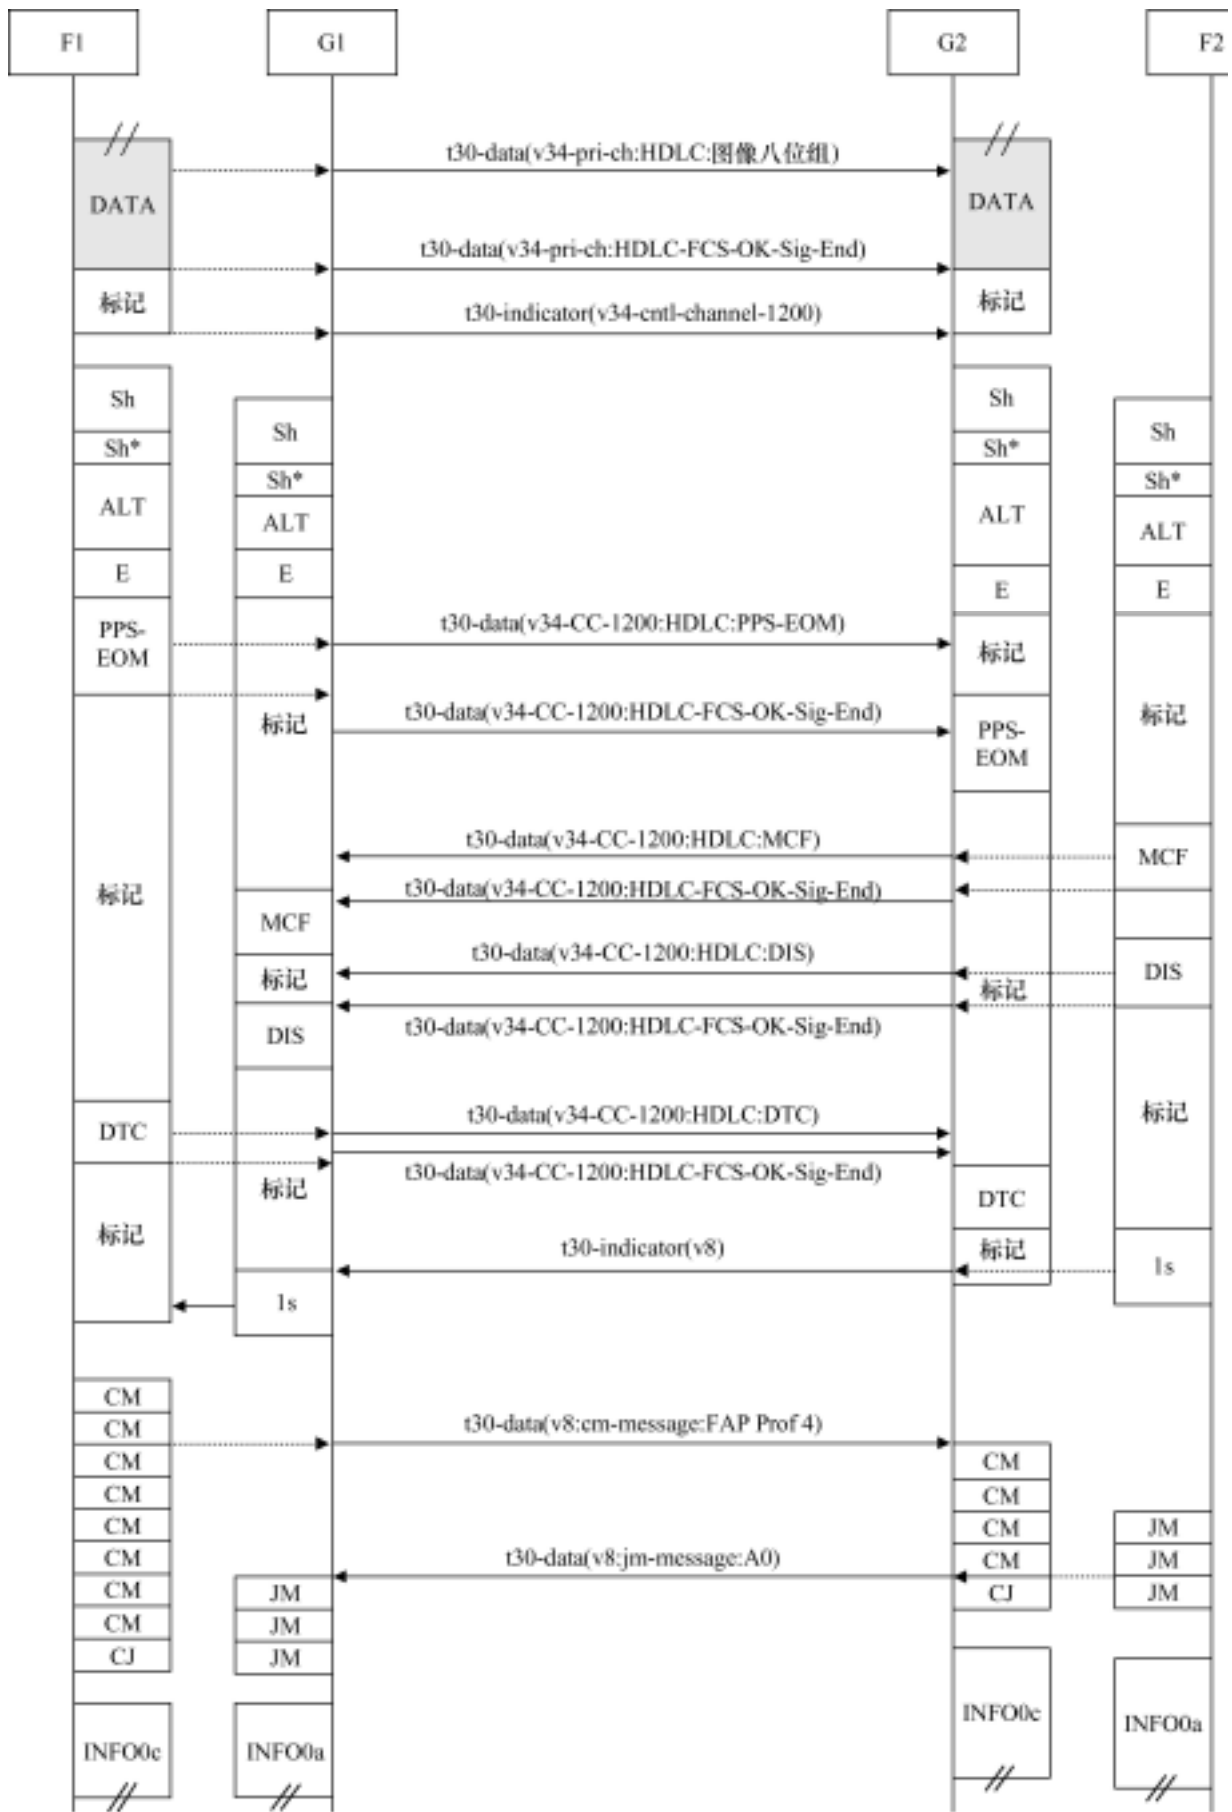 F1
G1
G2
F2
t30-data(v34-pri-ch:HDLC:图像八位组)
DATA
DATA
t30-data(v34-pri-ch:HDLC-FCS-OK-Sig-End)
标记
标记
t30-indicator(v34-cntl-channel-1200)
Sh
Sh
Sh
Sh
Sh*
Sh*
Sh*
Sh*
ALT
ALT
ALT
ALT
E
E
E
E
PPS-
EOM
t30-data(v34-CC-1200:HDLC:PPS-EOM)
标记
t30-data(v34-CC-1200:HDLC-FCS-OK-Sig-End)
标记
标记
PPS-
EOM
t30-data(v34-CC-1200:HDLC:MCF)
MCF
标记
t30-data(v34-CC-1200:HDLC-FCS-OK-Sig-End)
MCF
t30-data(v34-CC-1200:HDLC:DIS)
标记
DIS
标记
DIS
t30-data(v34-CC-1200:HDLC-FCS-OK-Sig-End)
DTC
t30-data(v34-CC-1200:HDLC:DTC)
标记
t30-data(v34-CC-1200:HDLC-FCS-OK-Sig-End)
标记
DTC
标记
t30-indicator(v8)
标记
1s
1s
CM
CM
t30-data(v8:cm-message:FAP Prof 4)
CM
CM
CM
CM
CM
CM
JM
CM
t30-data(v8:jm-message:A0)
CM
JM
CM
JM
CJ
JM
CM
JM
CJ
JM
INFO0c
INFO0a
INFO0c
INFO0a